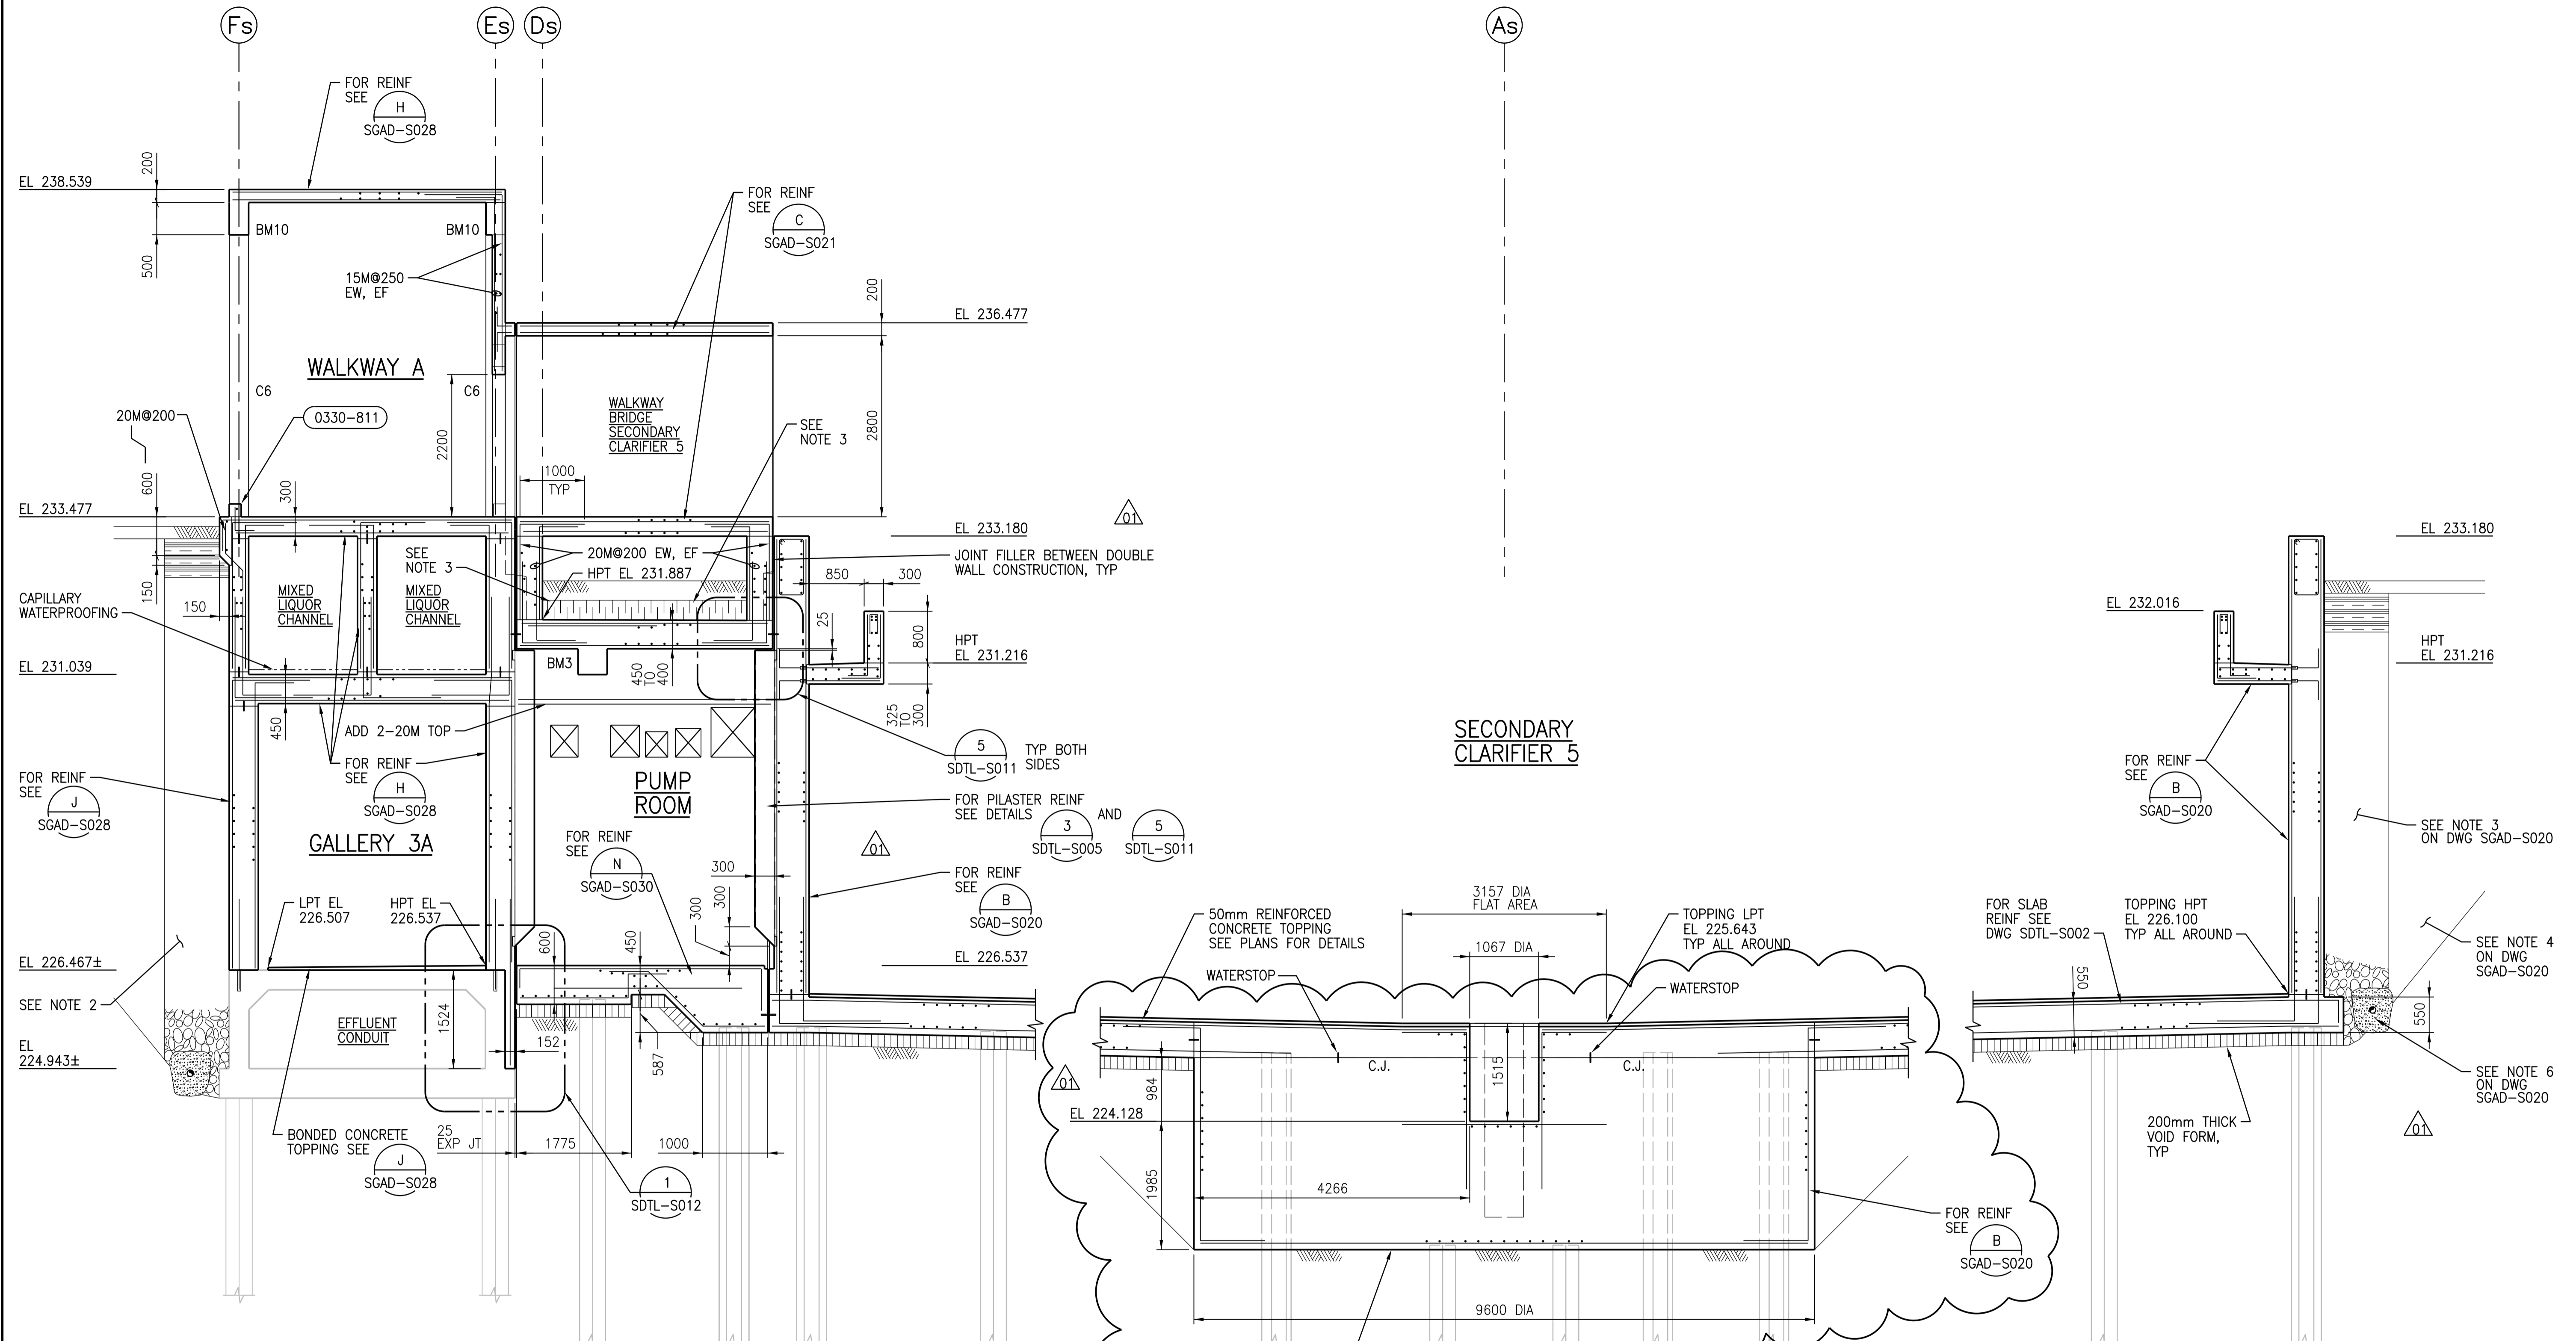 Fs
Es
Ds
As
FOR REINF
SEE
H
SGAD-S028
200
EL 238.539
500
BM10
BM10
15M@250
EW, EF
FOR REINF
SEE
C
SGAD-S021
200
EL 236.477
WALKWAY A
C6
C6
0330-811
20M@200
2200
WALKWAY
BRIDGE
SECONDARY
CLARIFIER 5
SEE
NOTE 3
2800
1000
TYP
600
300
EL 233.477
EL 233.180
01
EL 233.180
SEE
NOTE 3
20M@200 EW, EF
HPT EL 231.887
JOINT FILLER BETWEEN DOUBLE
WALL CONSTRUCTION, TYP
850
300
150
150
CAPILLARY
WATERPROOFING
MIXED
LIQUOR
CHANNEL
MIXED
LIQUOR
CHANNEL
25
800
EL 232.016
HPT
EL 231.216
HPT
EL 231.216
EL 231.039
BM3
450
TO
400
325
TO
300
450
ADD 2-20M TOP
SECONDARY
CLARIFIER 5
5
SDTL-S011
TYP BOTH
SIDES
FOR REINF
SEE
J
SGAD-S028
FOR REINF
SEE
H
SGAD-S028
PUMP
ROOM
FOR REINF
SEE
B
SGAD-S020
FOR PILASTER REINF
SEE DETAILS
3
SDTL-S005
AND
5
SDTL-S011
SEE NOTE 3
ON DWG SGAD-S020
GALLERY 3A
FOR REINF
SEE
N
SGAD-S030
01
300
300
300
FOR REINF
SEE
B
SGAD-S020
LPT EL
226.507
HPT EL
226.537
3157 DIA
FLAT AREA
50mm REINFORCED
CONCRETE TOPPING
SEE PLANS FOR DETAILS
1067 DIA
TOPPING LPT
EL 225.643
TYP ALL AROUND
FOR SLAB
REINF SEE
DWG SDTL-S002
TOPPING HPT
EL 226.100
TYP ALL AROUND
SEE NOTE 4
ON DWG
SGAD-S020
600
450
EL 226.537
EL 226.467±
WATERSTOP
WATERSTOP
550
550
SEE NOTE 2
EFFLUENT
CONDUIT
1524
152
587
EL
224.943±
C.J.
C.J.
1515
984
01
EL 224.128
SEE NOTE 6
ON DWG
SGAD-S020
200mm THICK
VOID FORM,
TYP
01
BONDED CONCRETE
TOPPING SEE
J
SGAD-S028
25
EXP JT
1775
1000
1
SDTL-S012
1985
4266
FOR REINF
SEE
B
SGAD-S020
9600 DIA